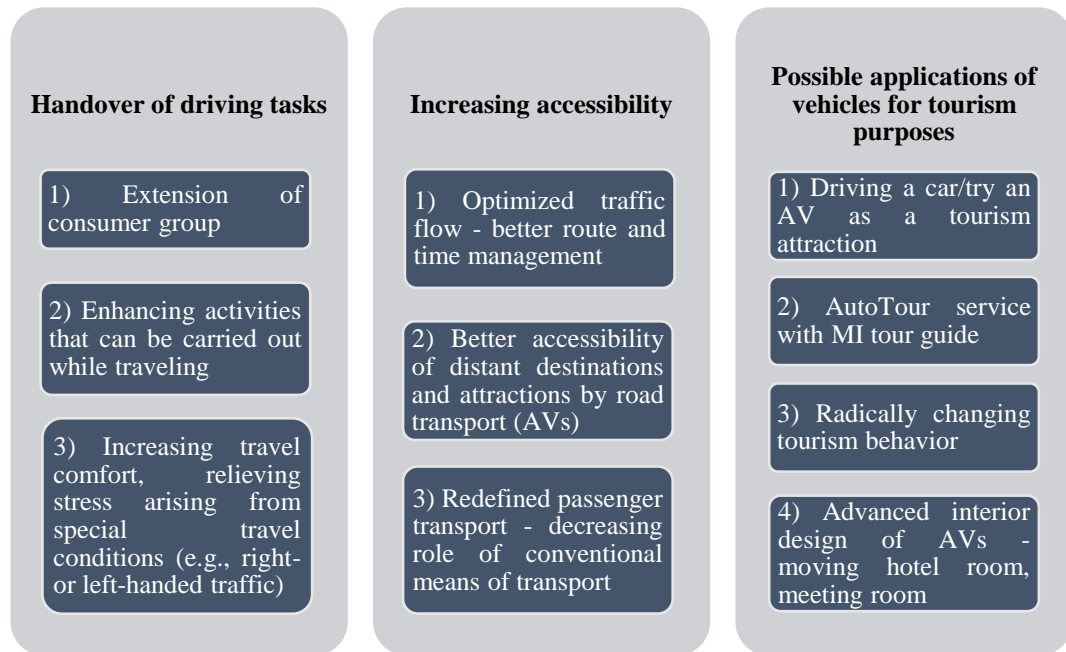 Handover of driving tasks
1) Extension of
consumer group
2) Enhancing activities
that can be carried out
while traveling
3) Increasing travel
comfort, relieving
stress arising from
special travel
conditions (e.g., right-
or left-handed traffic)
Increasing accessibility
1) Optimized traffic
flow - better route and
time management
2) Better accessibility
of distant destinations
and attractions by road
transport (AVs)
3) Redefined passenger
transport - decreasing
role of conventional
means of transport
Possible applications of
vehicles for tourism
purposes
1) Driving a car/try an
AV as a tourism
attraction
2) AutoTour service
with MI tour guide
3) Radically changing
tourism behavior
4) Advanced interior
design of AVs -
moving hotel room,
meeting room